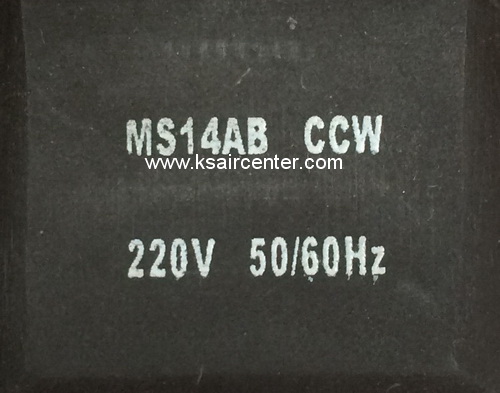 MS14AB CCW
www.ksaircenter.com
220V 50/60Hz